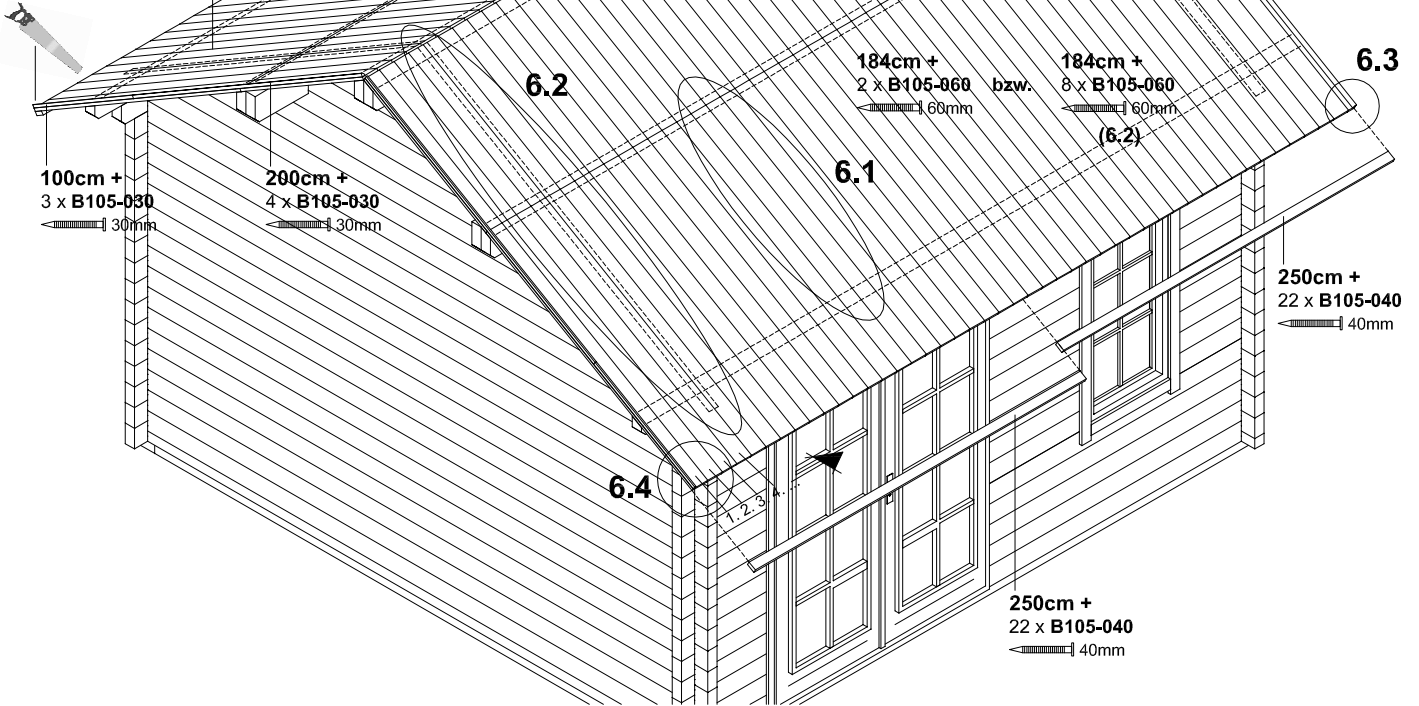 6.3
184cm +
2 x B105-060 bzw.
60mm
184cm +
8 x B105-060
60mm
(6.2)
6.2
6.1
100cm +
3 x B105-030
30mm
200cm +
4 x B105-030
30mm
250cm +
22 x B105-040
40mm
6.4
1. 2. 3. 4. ...
250cm +
22 x B105-040
40mm